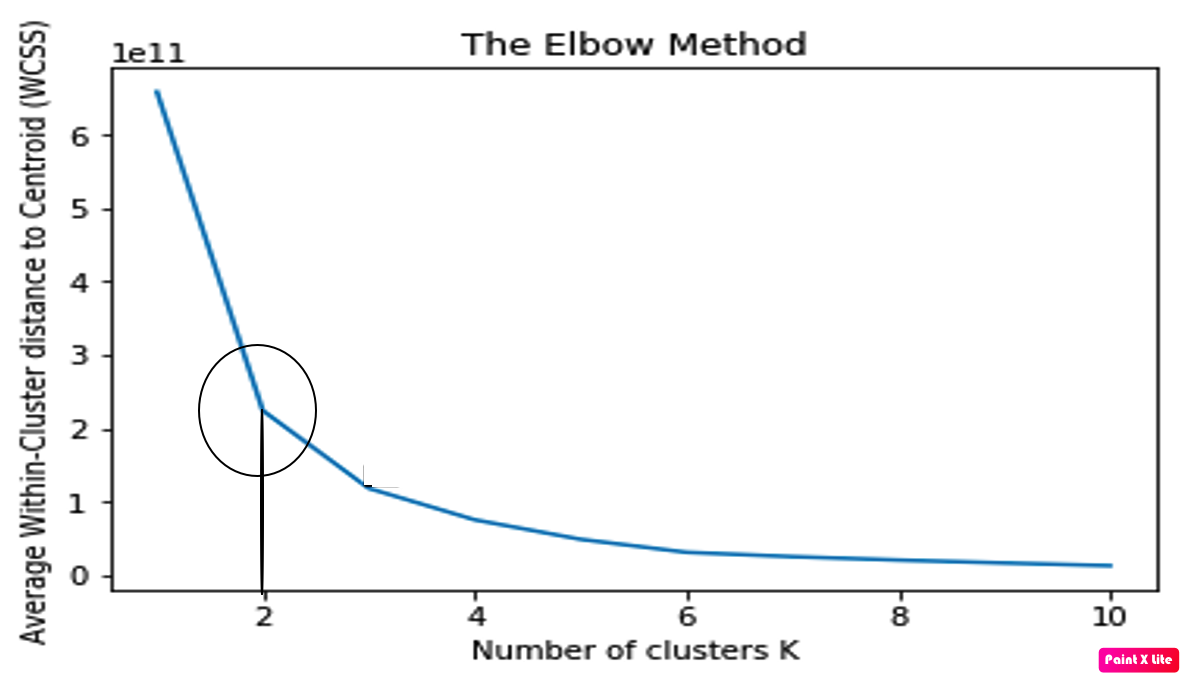 The Elbow Method
1e11
Average Within-Cluster distance to Centroid (WCSS)
6
5
4
3
2
1
0
2 4 6 8 10
Number of clusters K
Paint X Lite